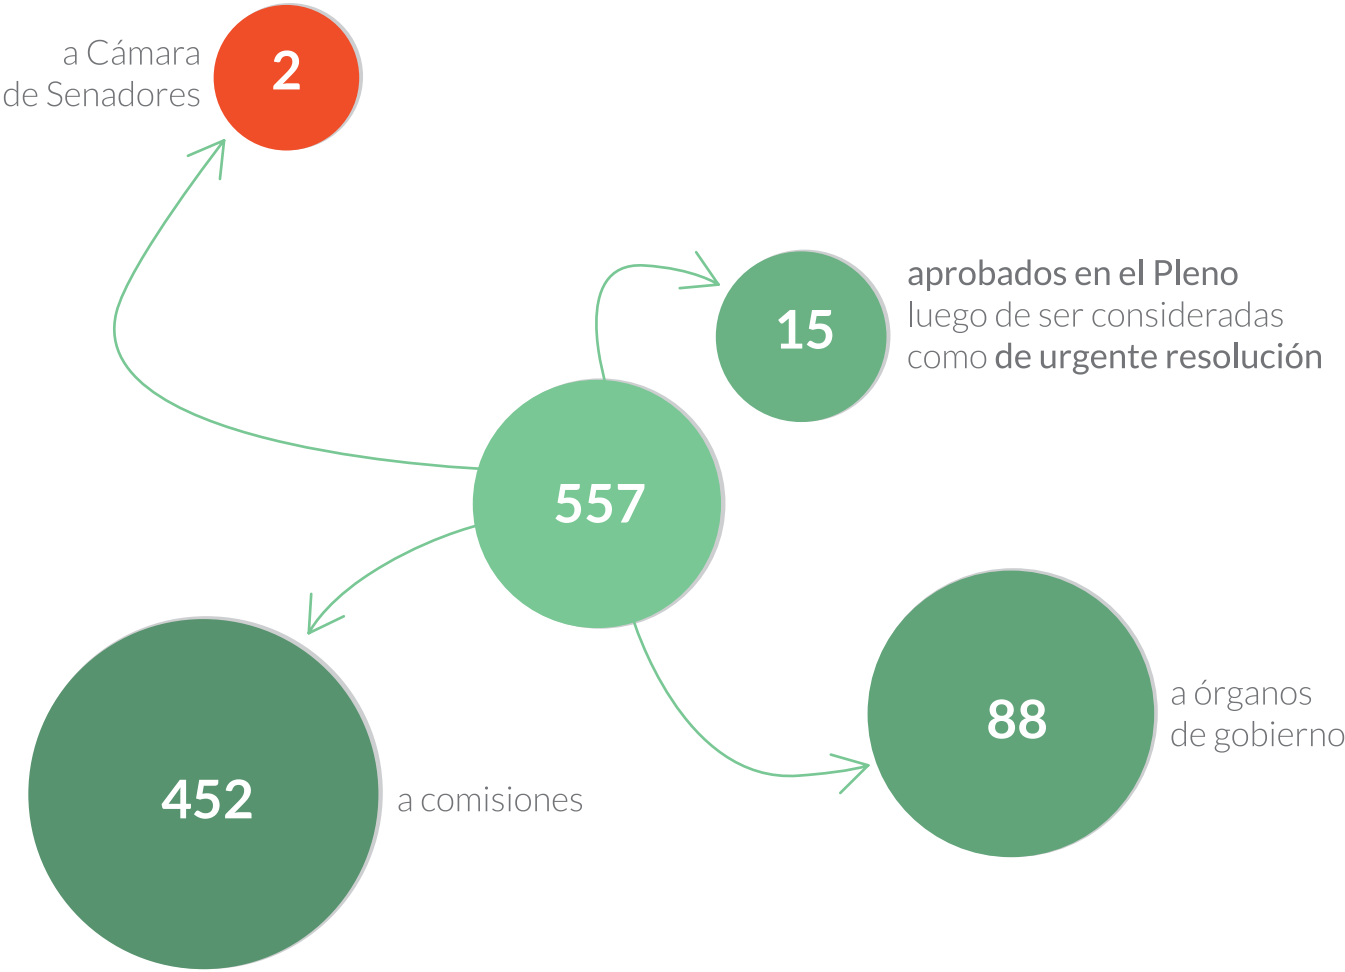 a Cámara
de Senadores
2
15
aprobados en el Pleno
luego de ser consideradas
como de urgente resolución
557
88
a órganos
de gobierno
452
a comisiones